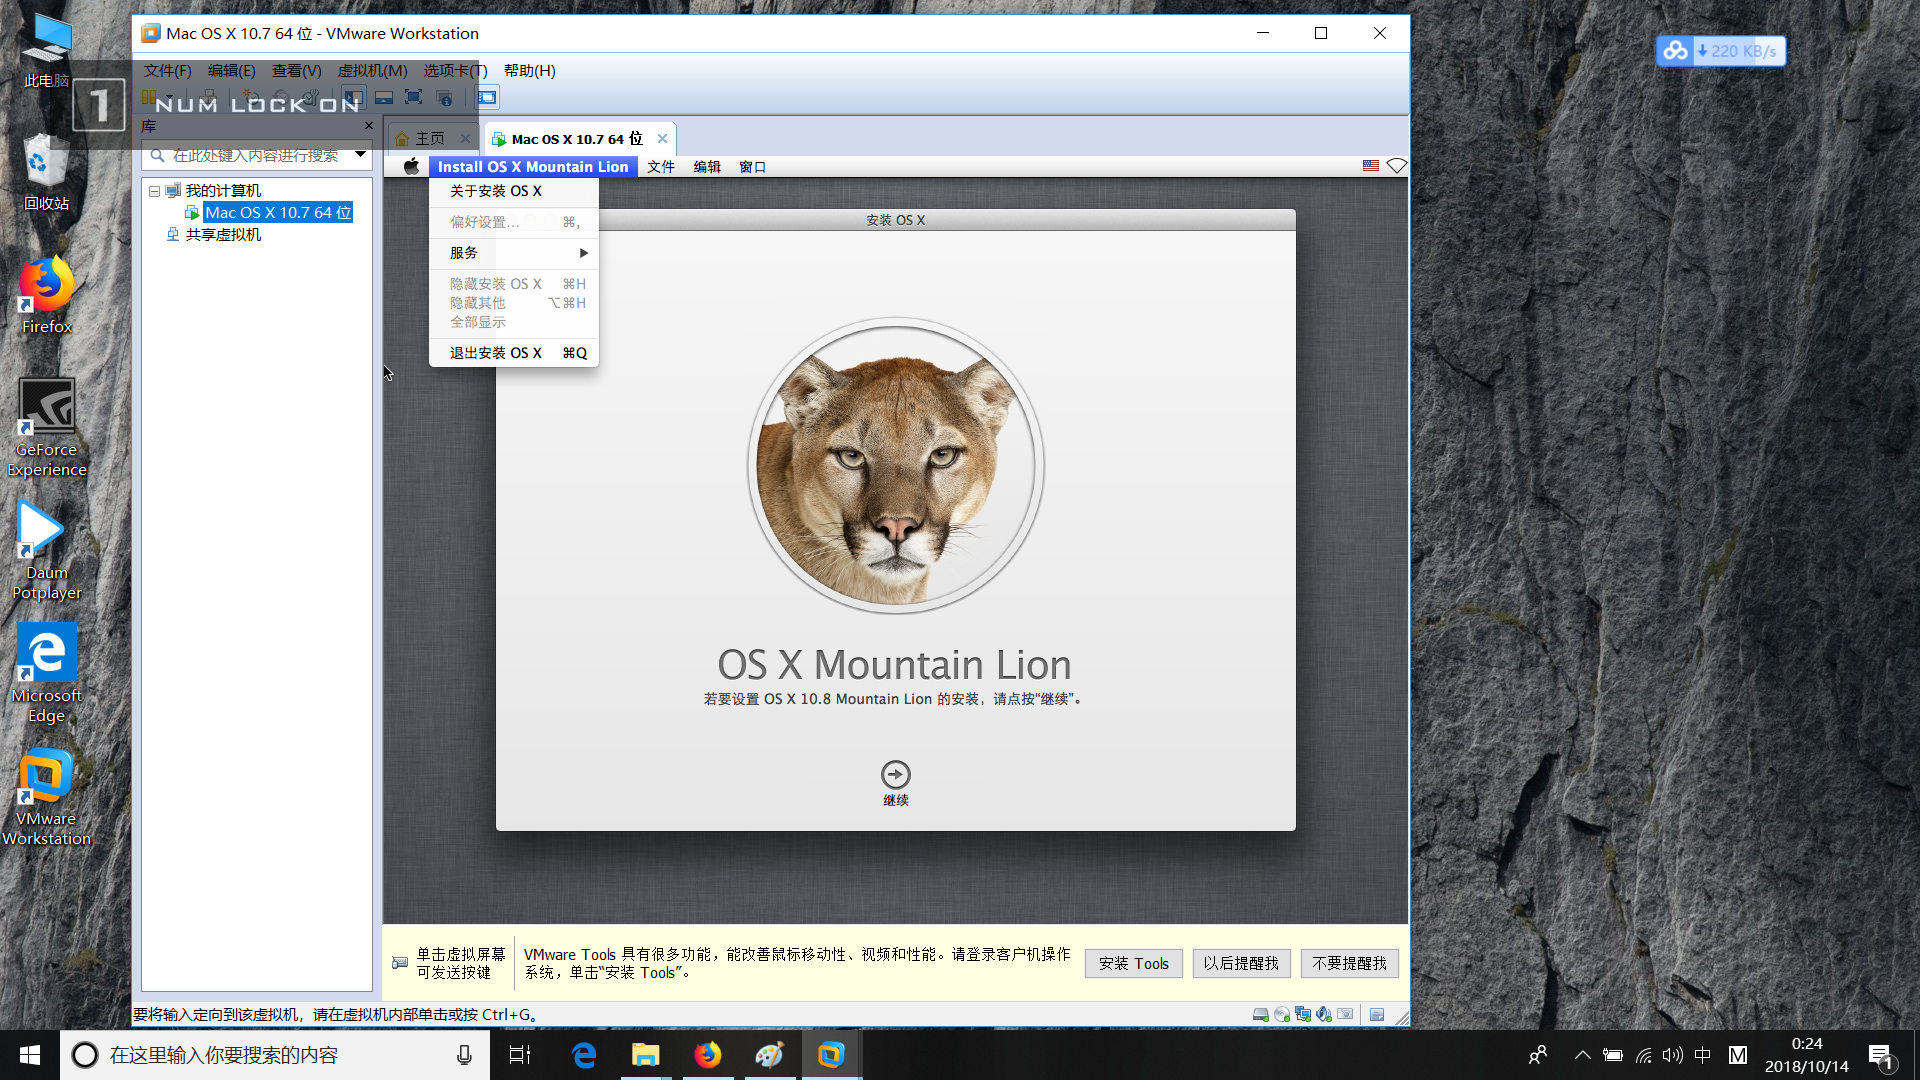 Mac OS X 10.7 64 位 - VMware Workstation
文件(F) 编辑(E) 查看(V) 虚拟机(M) 选项卡(T) 帮助(H)
1 NUM LOCK ON
库
在此处键入内容进行搜索
我的计算机
Mac OS X 10.7 64 位
共享虚拟机
主页
Mac OS X 10.7 64 位
Install OS X Mountain Lion 文件 编辑 窗口
关于安装 OS X
偏好设置... ⌘,
服务
隐藏安装 OS X ⌘H
隐藏其他 ⌥⌘H
全部显示
退出安装 OS X ⌘Q
安装 OS X
OS X Mountain Lion
若要设置 OS X 10.8 Mountain Lion 的安装，请点按“继续”。
继续
单击虚拟屏幕
可发送按键
VMware Tools 具有很多功能，能改善鼠标移动性、视频和性能。请登录客户机操作
系统，单击“安装 Tools”。
安装 Tools
以后提醒我
不要提醒我
要将输入定向到该虚拟机，请在虚拟机内部单击或按 Ctrl+G。
此电脑
回收站
Firefox
GeForce
Experience
Daum
Potplayer
Microsoft
Edge
VMware
Workstation
220 KB/s
在这里输入你要搜索的内容
中
M
0:24
2018/10/14
1